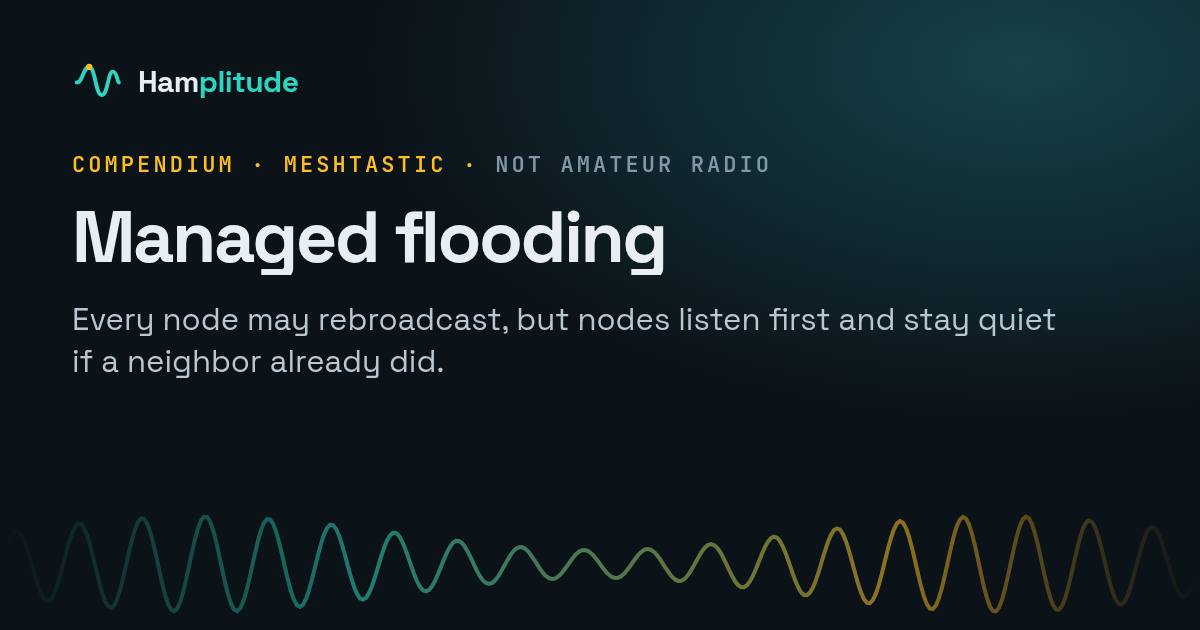 Hamplitude
COMPENDIUM · MESHTASTIC · NOT AMATEUR RADIO
Managed flooding
Every node may rebroadcast, but nodes listen first and stay quiet
if a neighbor already did.